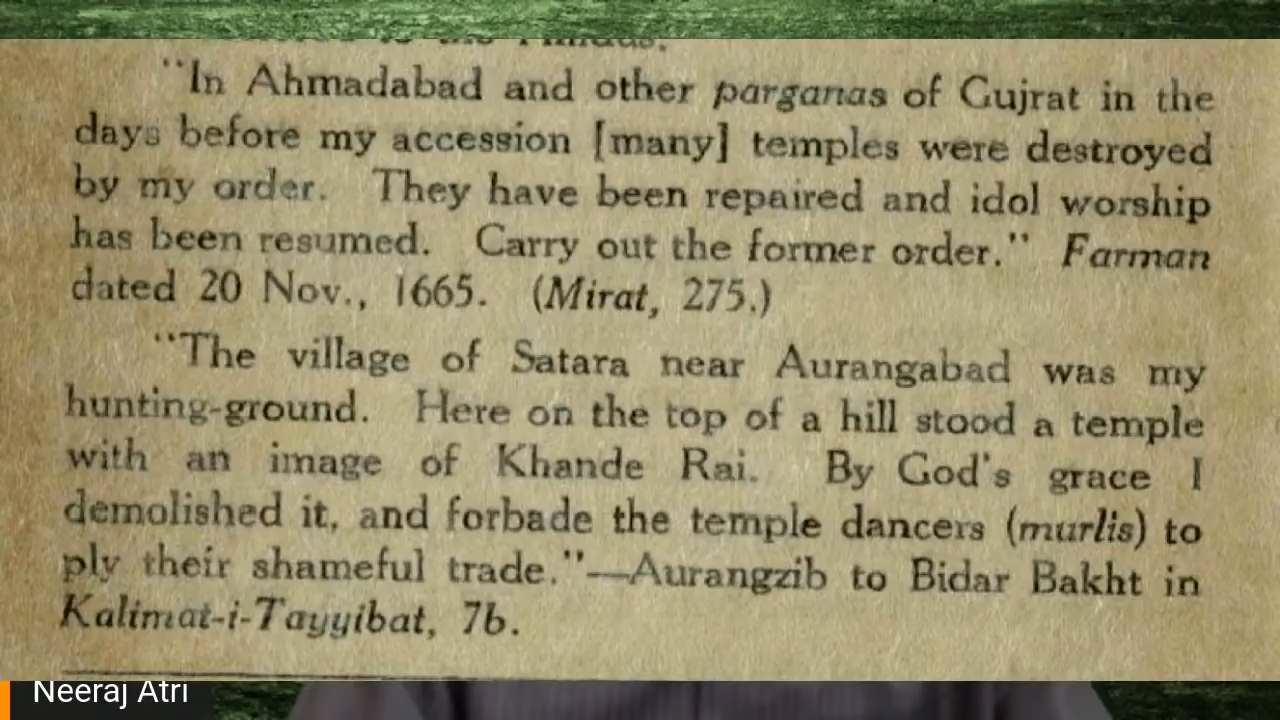 "In Ahmadabad and other parganas of Gujrat in the
days before my accession [many] temples were destroyed
by my order. They have been repaired and idol worship
has been resumed. Carry out the former order." Farman
dated 20 Nov., 1665. (Mirat, 275.)
"The village of Satara near Aurangabad was my
hunting-ground. Here on the top of a hill stood a temple
with an image of Khande Rai. By God's grace I
demolished it, and forbade the temple dancers (murlis) to
ply their shameful trade."—Aurangzib to Bidar Bakht in
Kalimat-i-Tayyibat, 7b.
Neeraj Atri